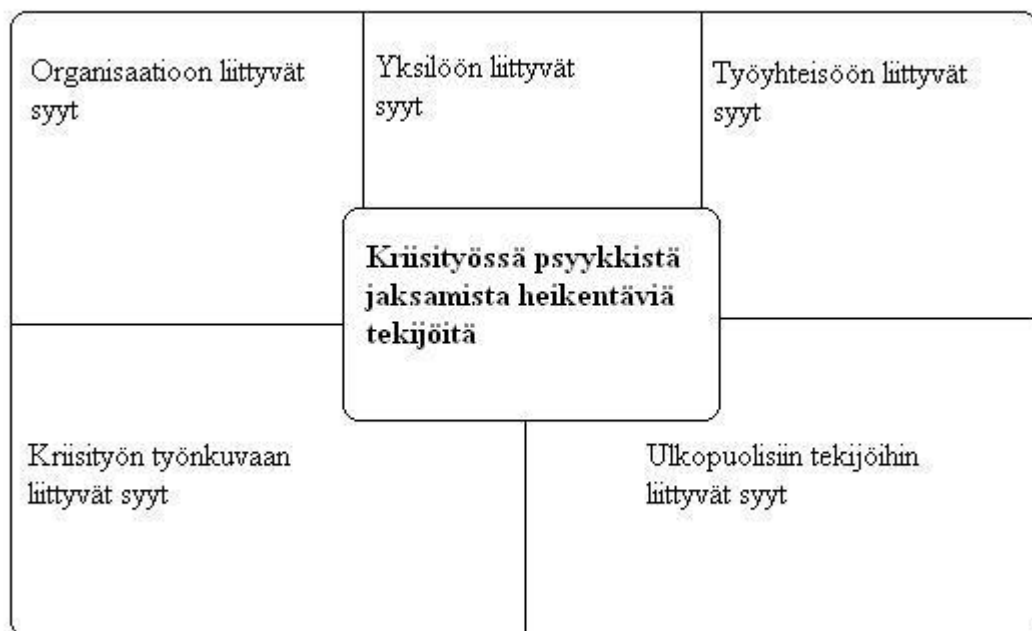 Organisaatioon liittyvät
syyt
Yksilöön liittyvät
syyt
Työyhteisöön liittyvät
syyt
Kriisityössä psyykkistä
jaksamista heikentäviä
tekijöitä
Kriisityön työnkuvaan
liittyvät syyt
Ulkopuolisiin tekijöihin
liittyvät syyt